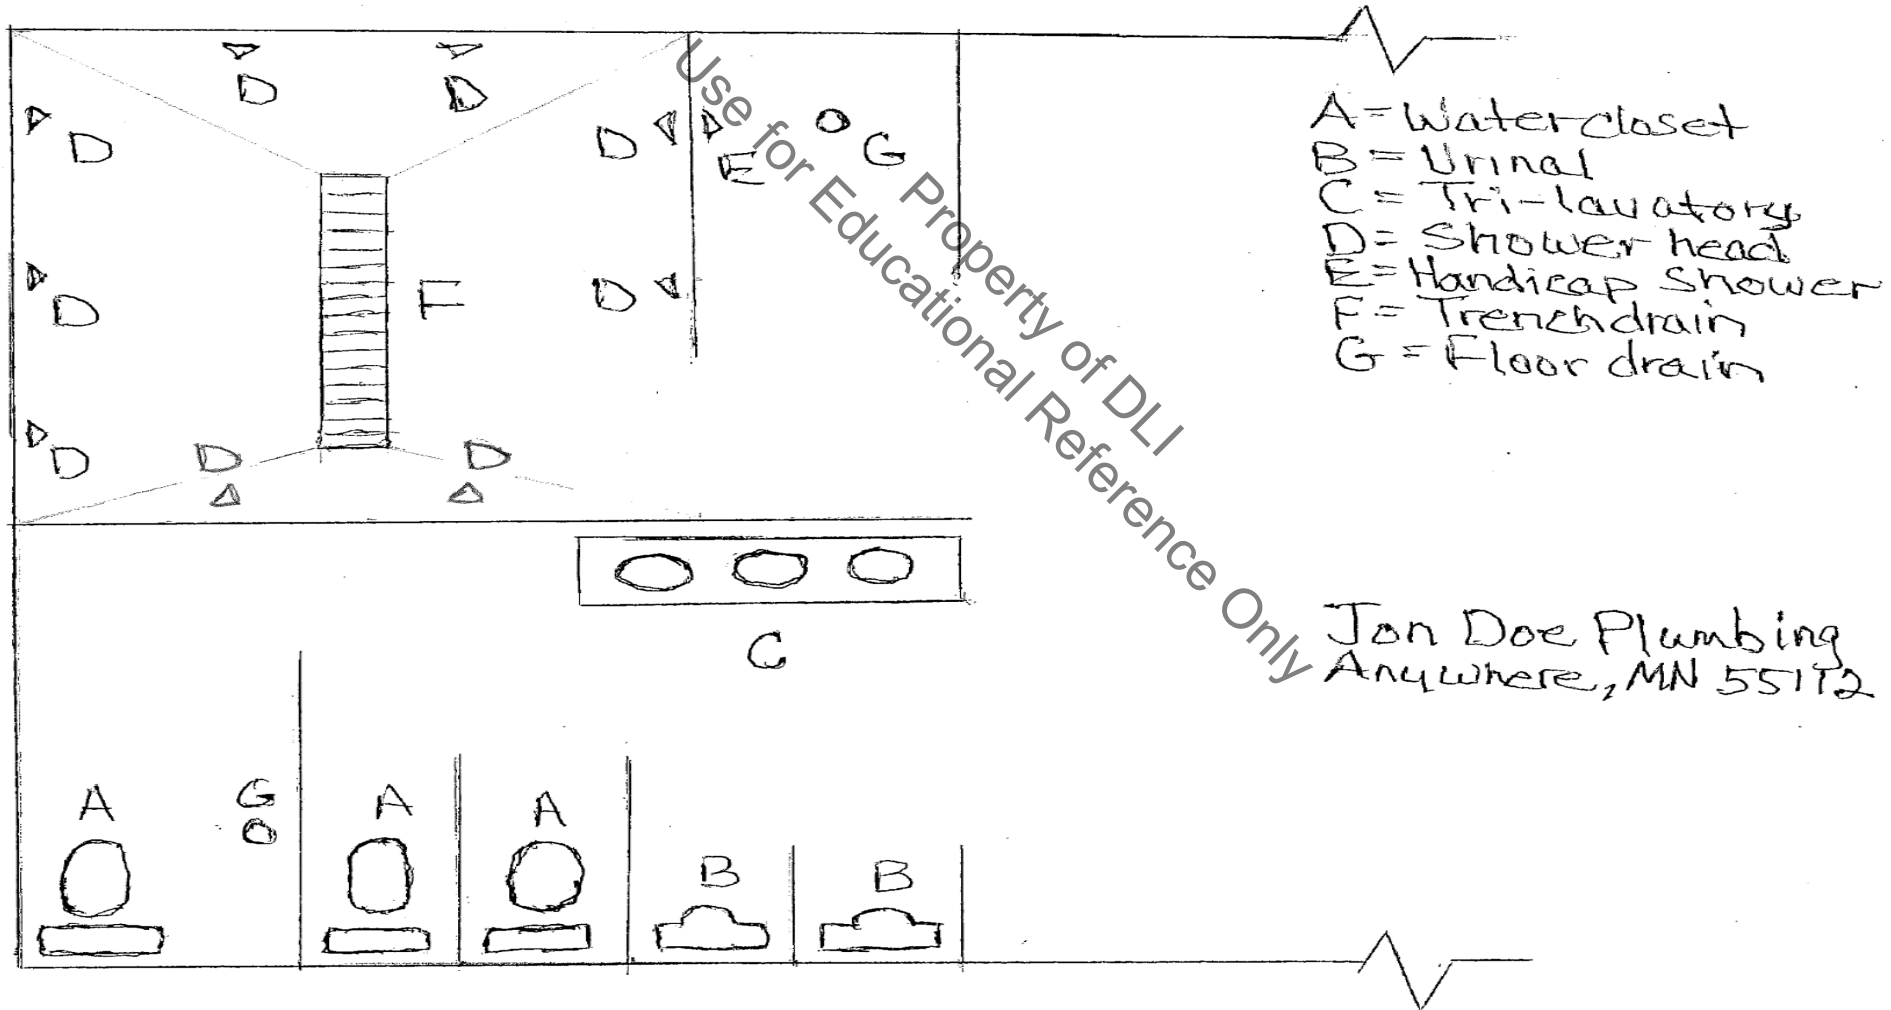 D D
D D E G
D F D
D D D
C
A G A A B B
A = Watercloset
B = Urinal
C = Tri-lavatory
D = Shower head
E = Handicap Shower
F = Trenchdrain
G = Floor drain
Jon Doe Plumbing
Anywhere, MN 55112
Use for Educational Reference Only
Property of DLI